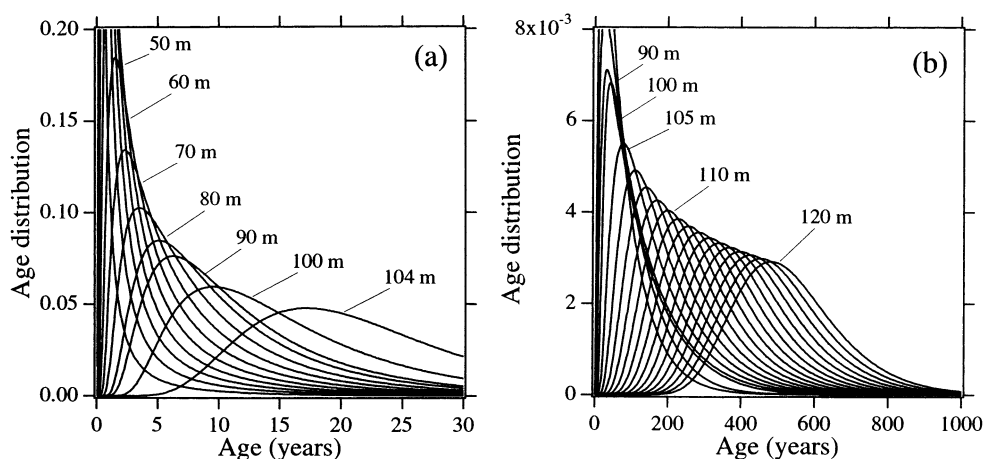 (a)
Age distribution
0.20
0.15
0.10
0.05
0.00
50 m
60 m
70 m
80 m
90 m
100 m
104 m
0 5 10 15 20 25 30
Age (years)
(b)
Age distribution
8x10-3
6
4
2
0
90 m
100 m
105 m
110 m
120 m
0 200 400 600 800 1000
Age (years)